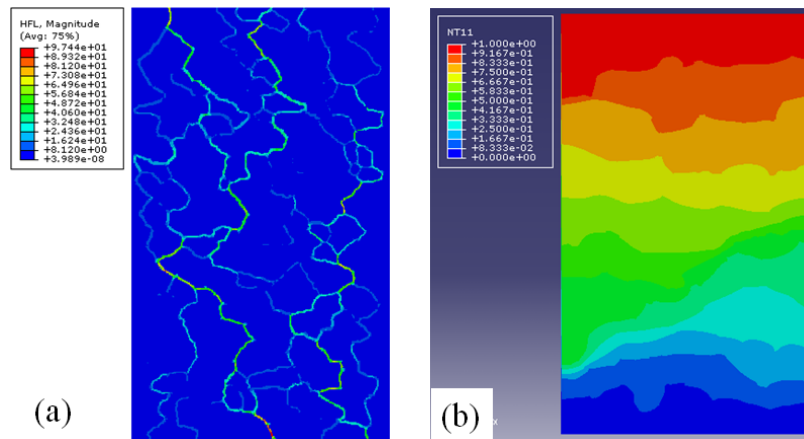 HFL, Magnitude
(Avg: 75%)
+9.744e+01
+8.932e+01
+8.120e+01
+7.308e+01
+6.496e+01
+5.684e+01
+4.872e+01
+4.060e+01
+3.248e+01
+2.436e+01
+1.624e+01
+8.120e+00
+3.989e-08
(a)
NT11
+1.000e+00
+9.167e-01
+8.333e-01
+7.500e-01
+6.667e-01
+5.833e-01
+5.000e-01
+4.167e-01
+3.333e-01
+2.500e-01
+1.667e-01
+8.333e-02
+0.000e+00
(b)
x